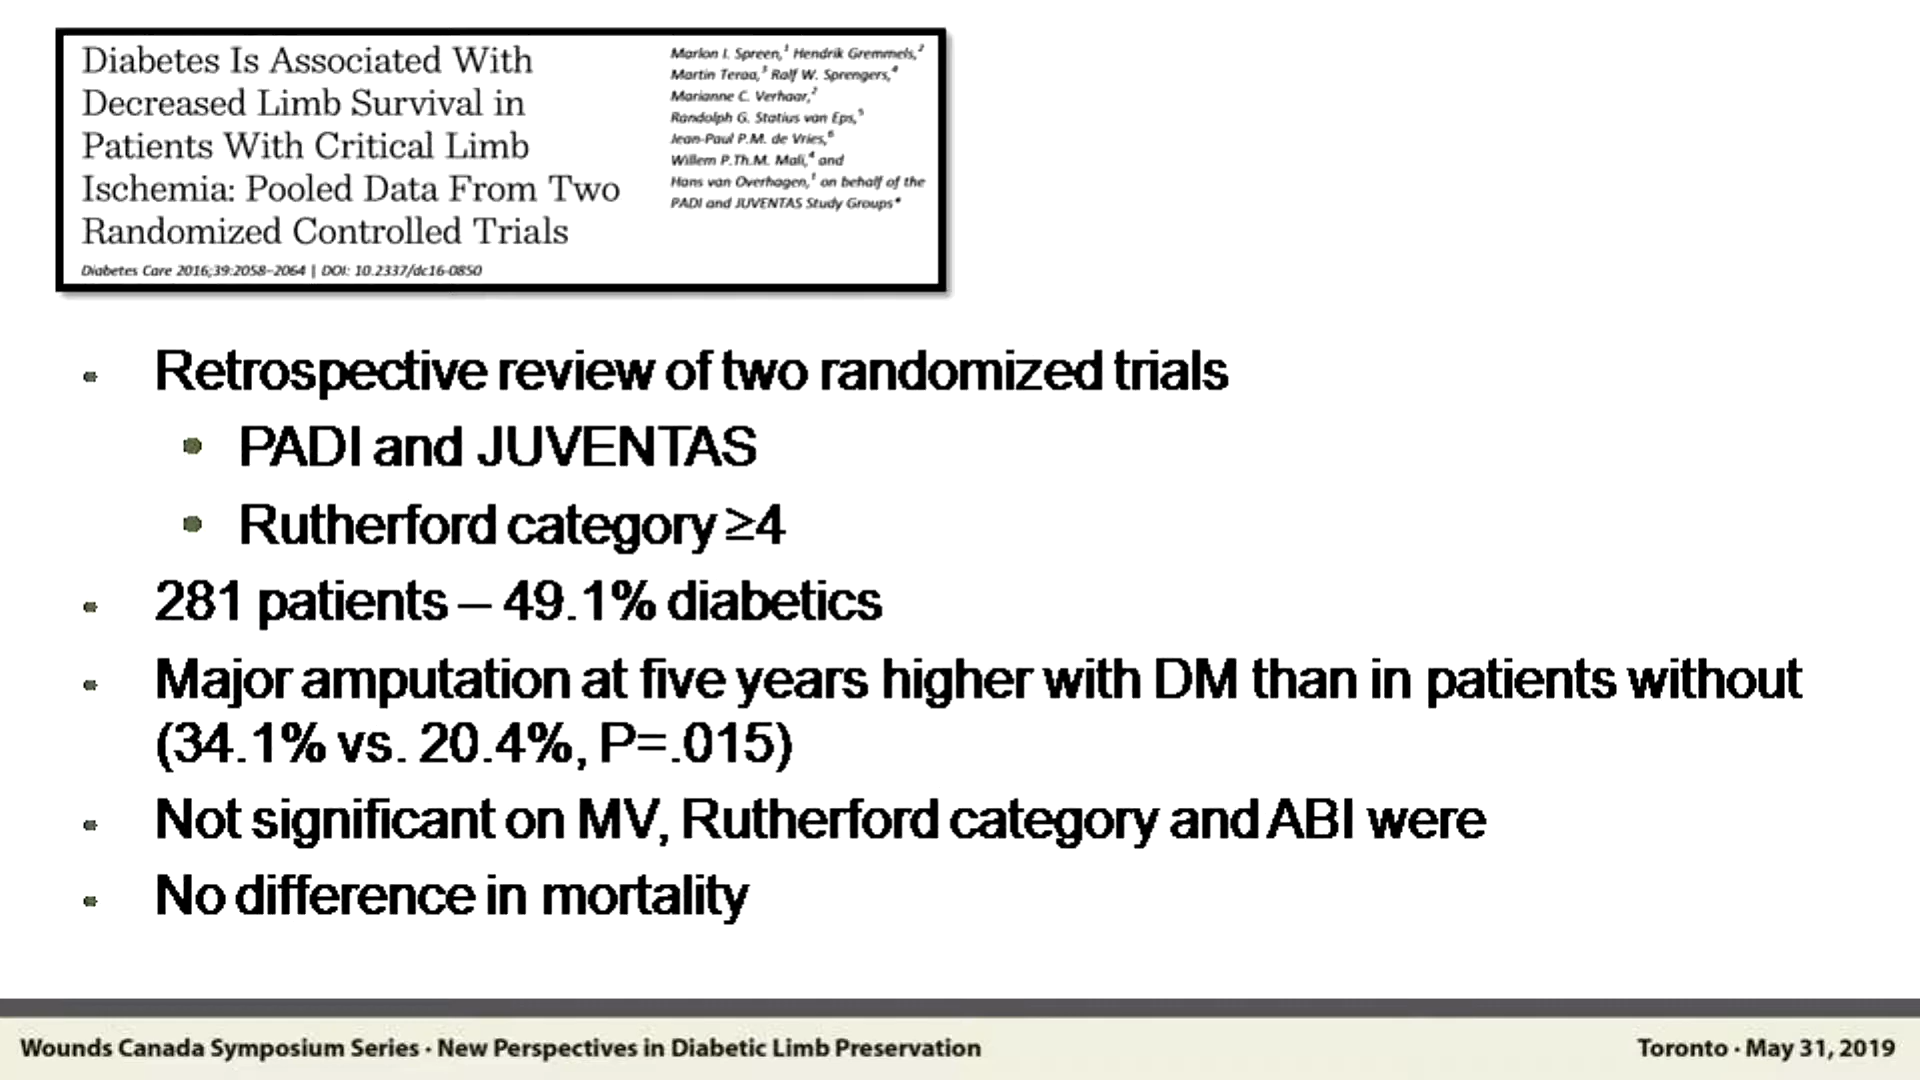 Diabetes Is Associated With
Decreased Limb Survival in
Patients With Critical Limb
Ischemia: Pooled Data From Two
Randomized Controlled Trials
Diabetes Care 2016;39:2058–2064 | DOI: 10.2337/dc16-0850
Marlon I. Spreen,¹ Hendrik Gremmels,²
Martin Teraa,³ Ralf W. Sprengers,⁴
Marianne C. Verhaar,²
Randolph G. Statius van Eps,⁵
Jean-Paul P.M. de Vries,⁶
Willem P.Th.M. Mali,⁴ and
Hans van Overhagen,¹ on behalf of the
PADI and JUVENTAS Study Groups*
- Retrospective review of two randomized trials
• PADI and JUVENTAS
• Rutherford category ≥4
- 281 patients – 49.1% diabetics
- Major amputation at five years higher with DM than in patients without
(34.1% vs. 20.4%, P=.015)
- Not significant on MV, Rutherford category and ABI were
- No difference in mortality
Wounds Canada Symposium Series · New Perspectives in Diabetic Limb Preservation
Toronto · May 31, 2019